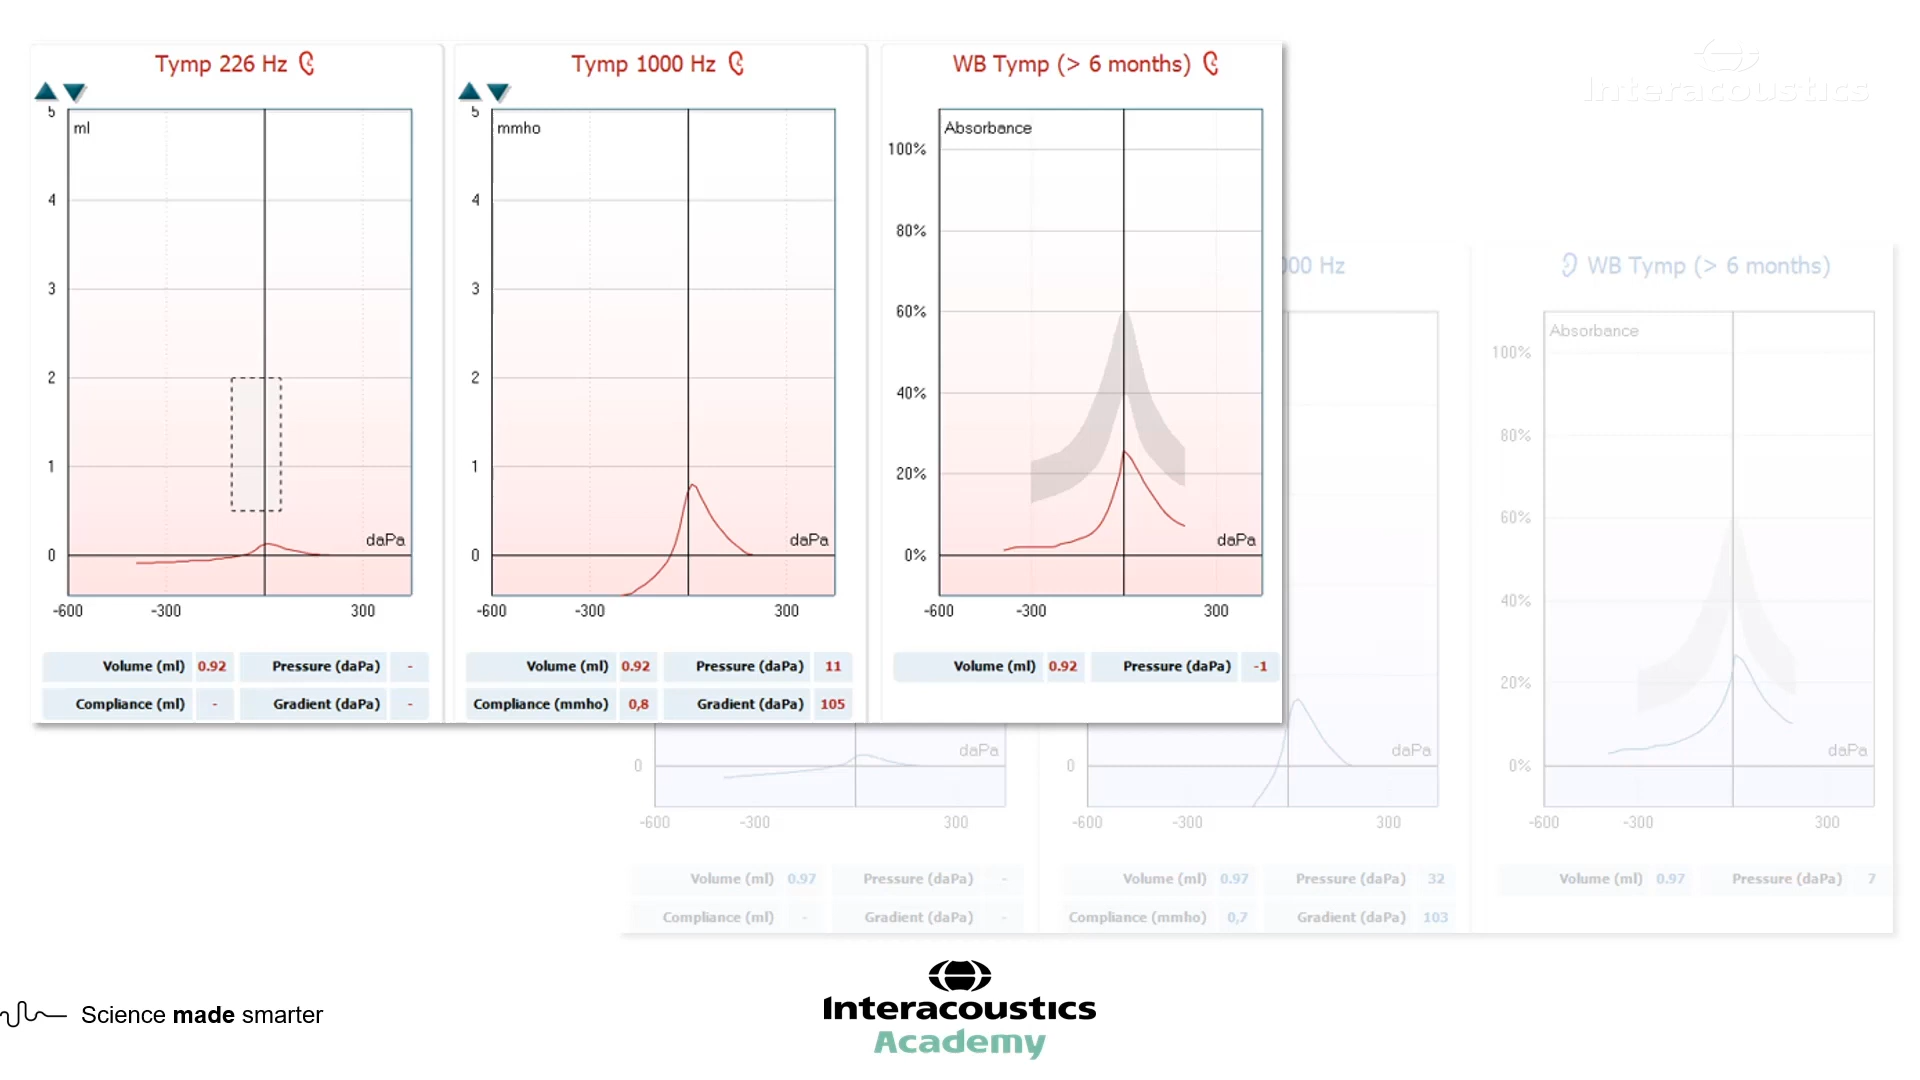 Tymp 226 Hz
Tymp 1000 Hz
WB Tymp (> 6 months)
Interacoustics
5
ml
4
3
2
1
0
daPa
-600
-300
300
5
mmho
4
3
2
1
0
daPa
-600
-300
300
Absorbance
100%
80%
60%
40%
20%
0%
daPa
-600
-300
300
Volume (ml) 0.92 Pressure (daPa) -
Compliance (ml) - Gradient (daPa) -
Volume (ml) 0.92 Pressure (daPa) 11
Compliance (mmho) 0,8 Gradient (daPa) 105
Volume (ml) 0.92 Pressure (daPa) -1
000 Hz
WB Tymp (> 6 months)
0
daPa
-600
-300
300
0
daPa
-600
-300
300
Absorbance
100%
80%
60%
40%
20%
0%
daPa
-600
-300
300
Volume (ml) 0.97 Pressure (daPa) -
Compliance (ml) - Gradient (daPa) -
Volume (ml) 0.97 Pressure (daPa) 32
Compliance (mmho) 0,7 Gradient (daPa) 103
Volume (ml) 0.97 Pressure (daPa) 7
Science made smarter
Interacoustics
Academy